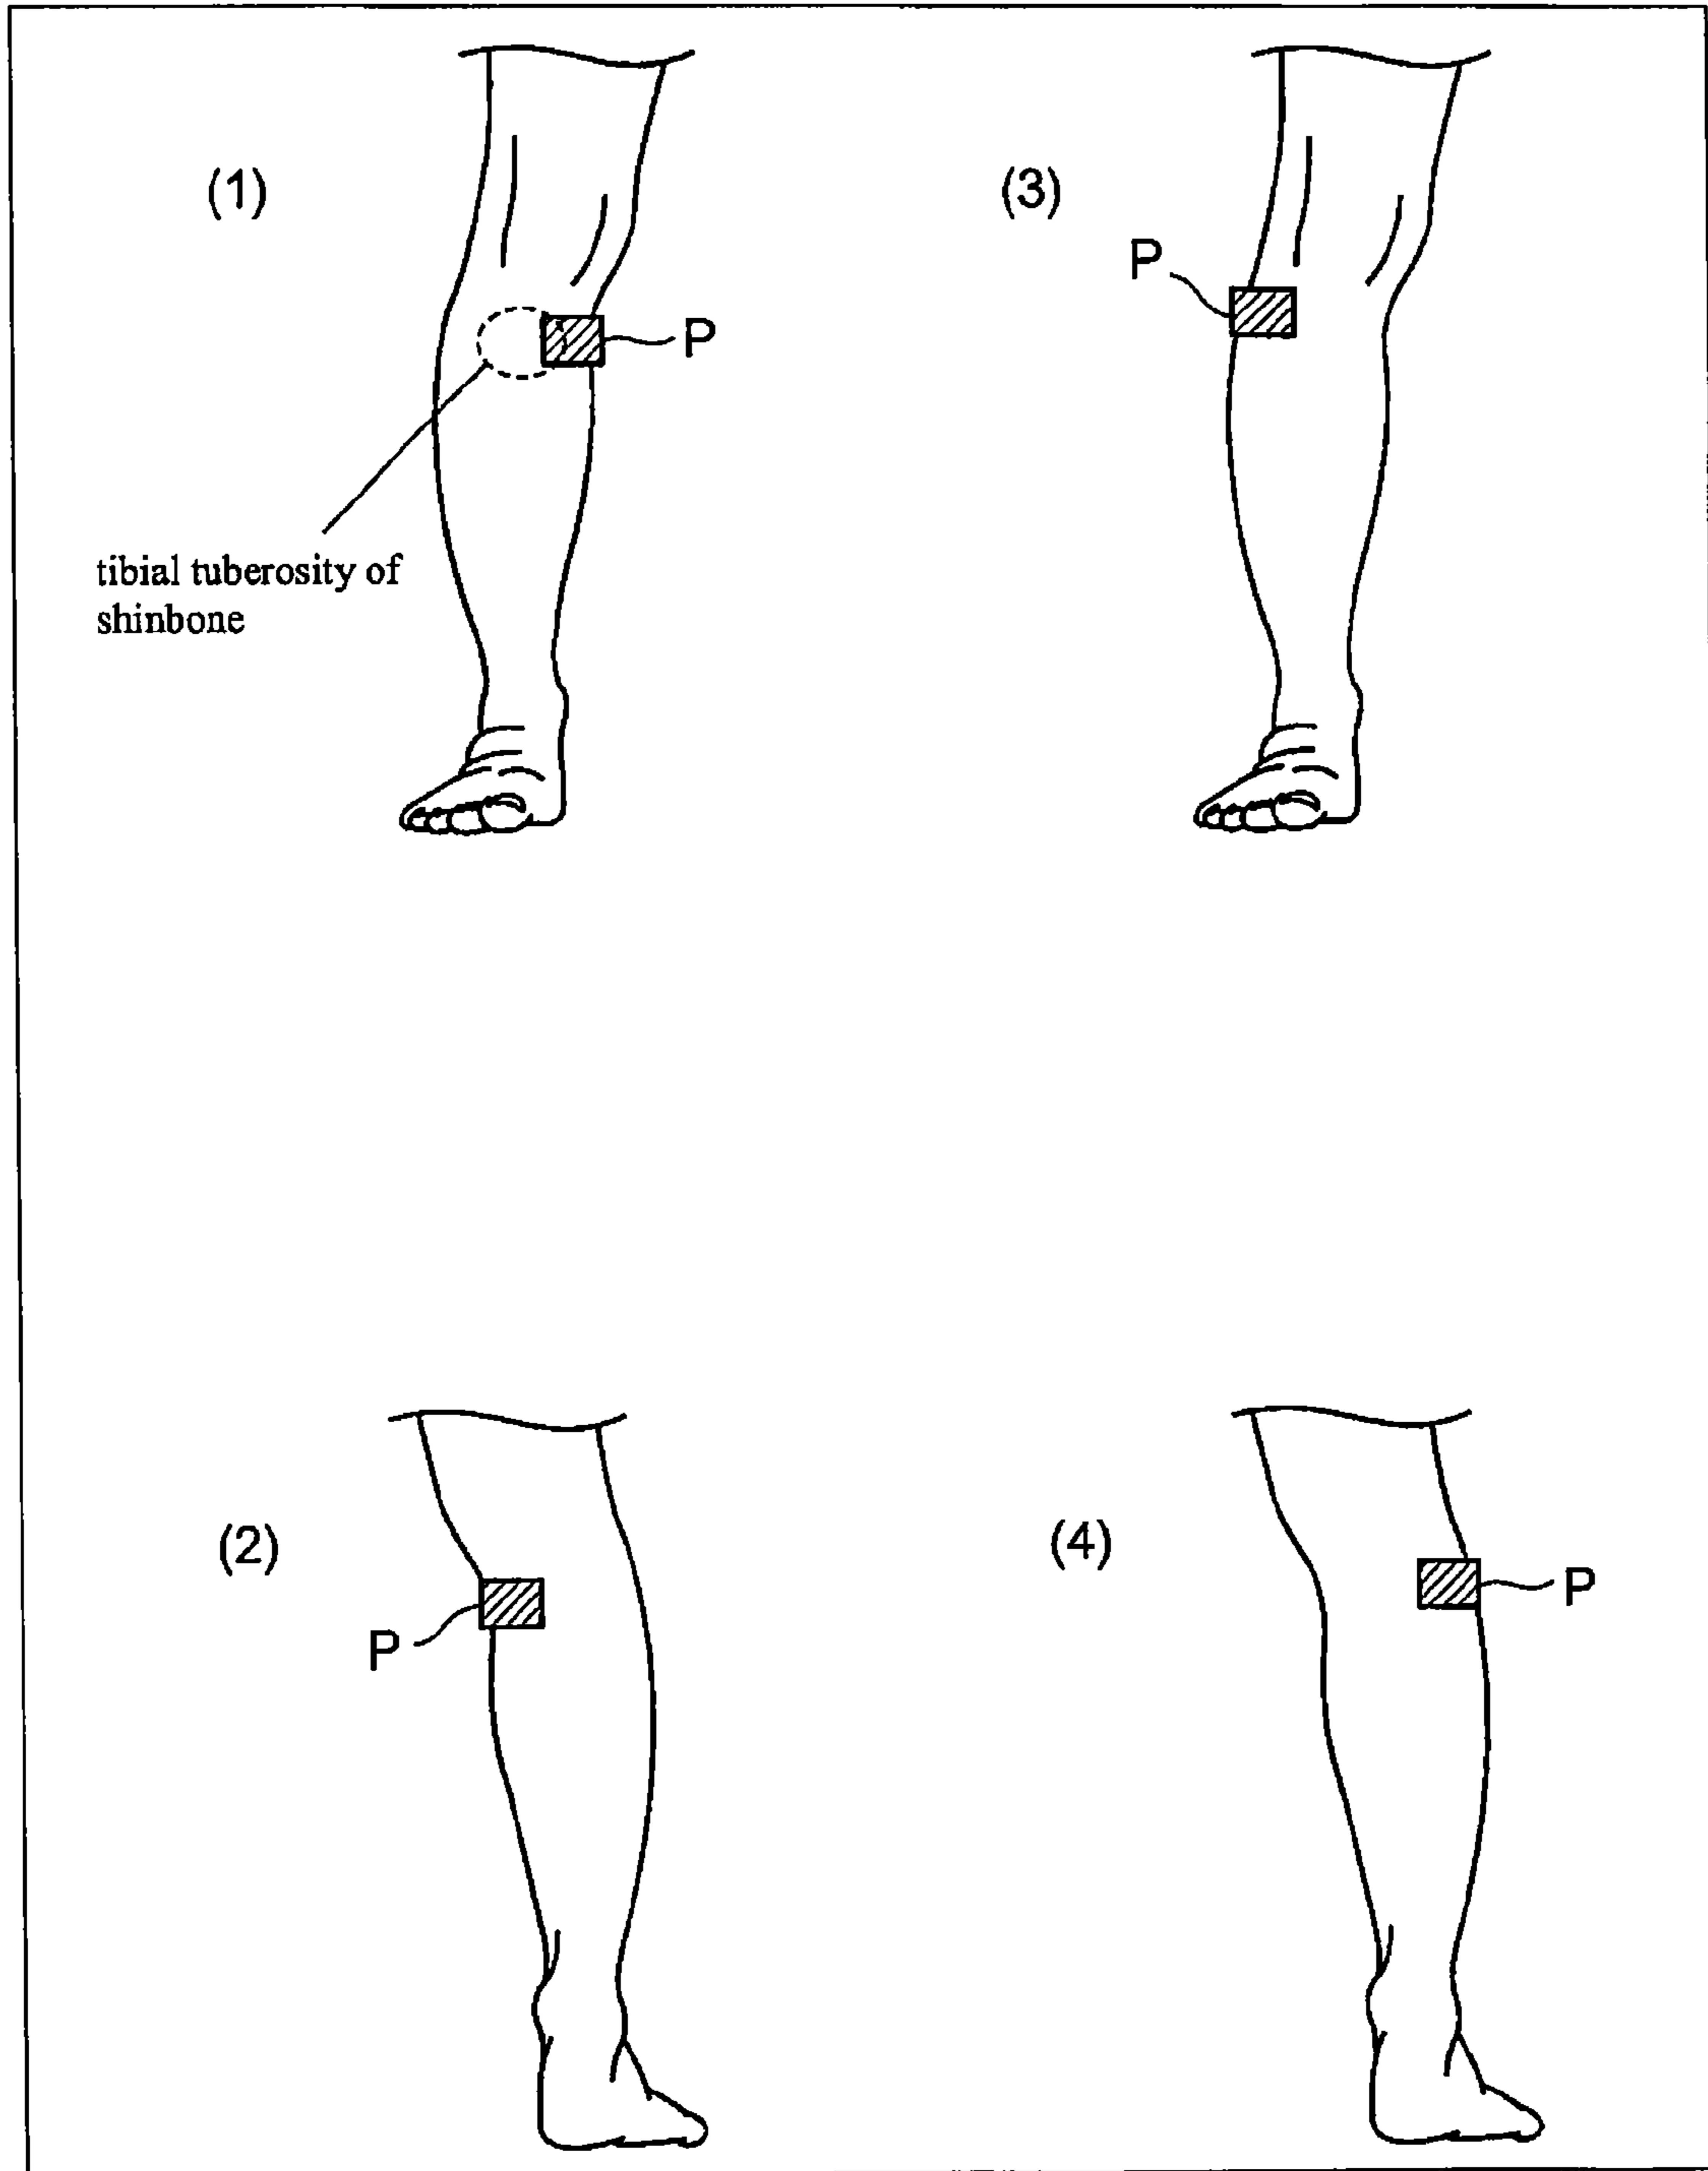 (1)
P
tibial tuberosity of
shinbone
(3)
P
(2)
P
(4)
P